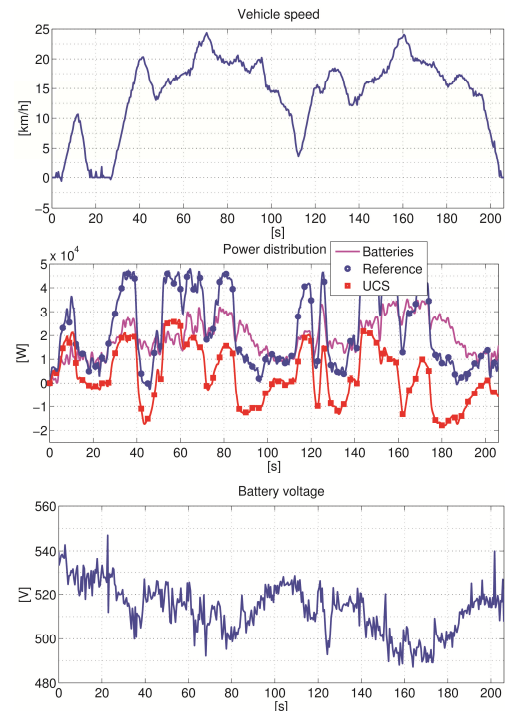 Vehicle speed
25
20
15
10
5
0
−5
[km/h]
0 20 40 60 80 100 120 140 160 180 200
[s]
Power distribution
x 10^4
Batteries
Reference
UCS
5
4
3
2
1
0
−1
−2
[W]
0 20 40 60 80 100 120 140 160 180 200
[s]
Battery voltage
560
540
520
500
480
[V]
0 20 40 60 80 100 120 140 160 180 200
[s]